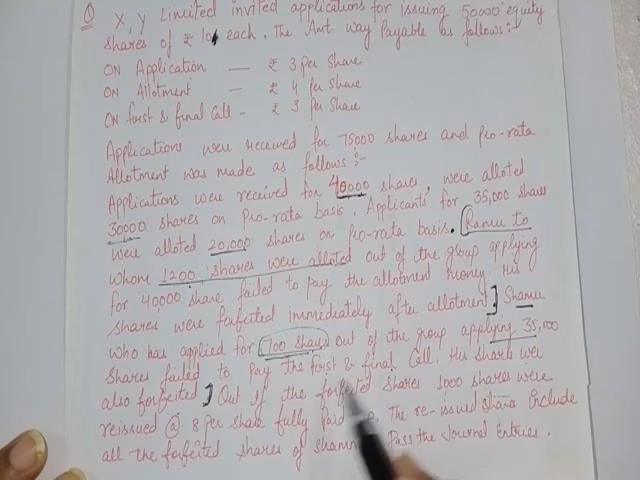 Q X, Y Limited invited applications for issuing 50000 equity
shares of ₹ 10 each. The Amt way Payable as follows:-
ON Application — ₹ 3 per Share
ON Allotment — ₹ 4 per Share
ON first & final Call - ₹ 3 per Share
Applications were received for 75000 shares and pro-rata
Allotment was made as follows :-
Applications were received for 40000 shares, were alloted
30000 shares on pro-rata basis. Applicants for 35,000 share
were alloted 20,000 shares on pro-rata basis. [Ramu to
whom 1200 shares were alloted out of the group applying
for 40,000 share failed to pay the allotment money. His
shares were forfeited immediately after allotment.] Shamu
who has applied for 700 shares out of the group applying 35,000
Shares failed to pay the first & final Call. His shares wer
also forfeited.] Out of the forfeited shares 1000 shares were
reissued @ 8 per share fully Paid The re-issued shares include
all the forfeited shares of Pass the Journal Entries.